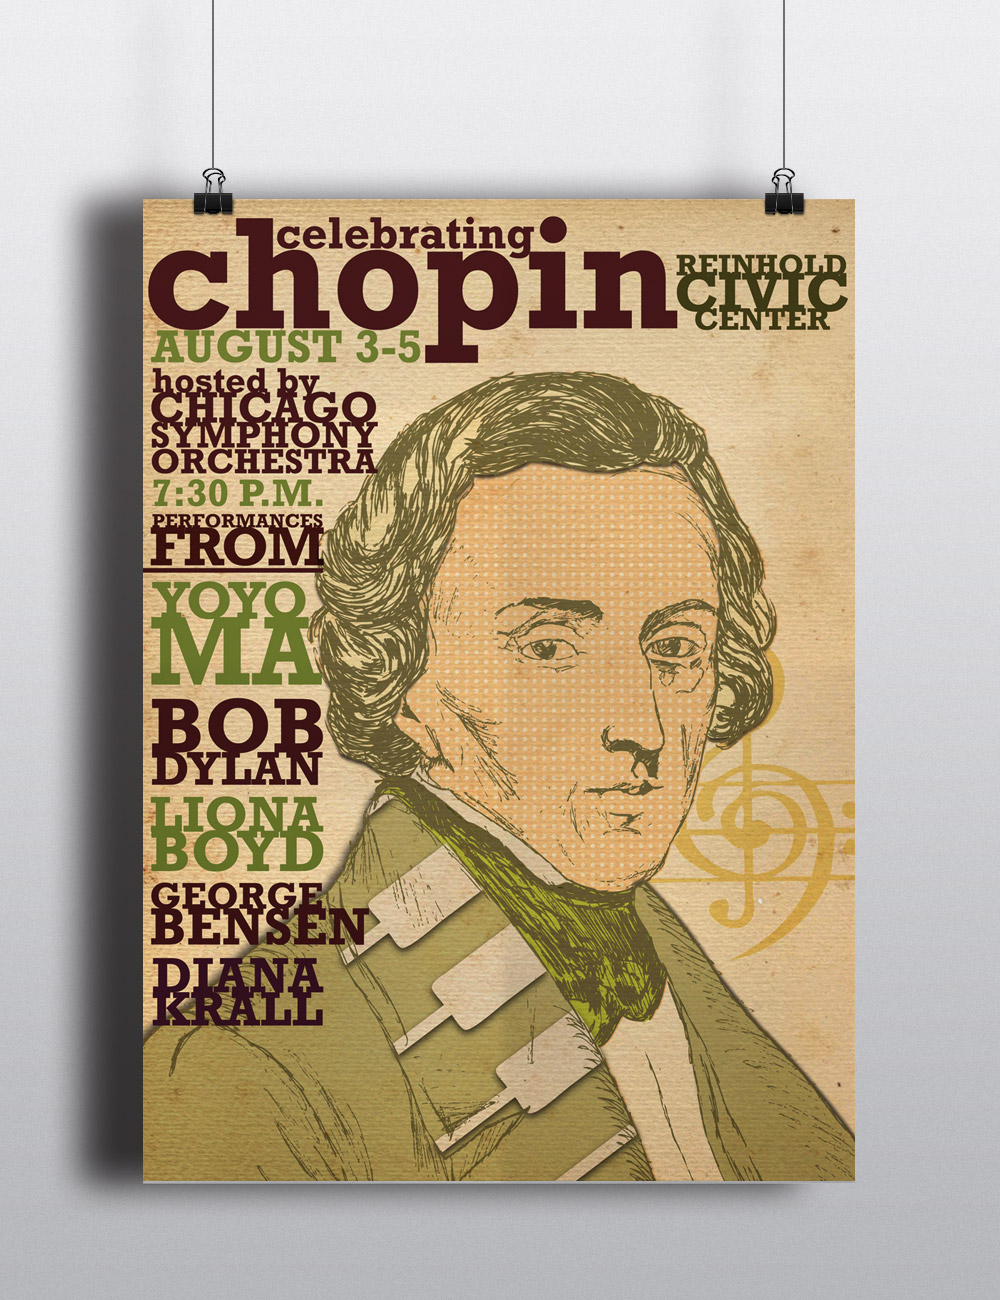 celebrating
chopin
REINHOLD
CIVIC
CENTER
AUGUST 3-5
hosted by
CHICAGO
SYMPHONY
ORCHESTRA
7:30 P.M.
PERFORMANCES
FROM
YOYO
MA
BOB
DYLAN
LIONA
BOYD
GEORGE
BENSEN
DIANA
KRALL